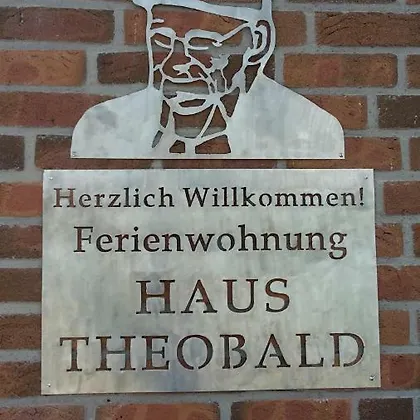 Herzlich Willkommen!
Ferienwohnung
HAUS
THEOBALD